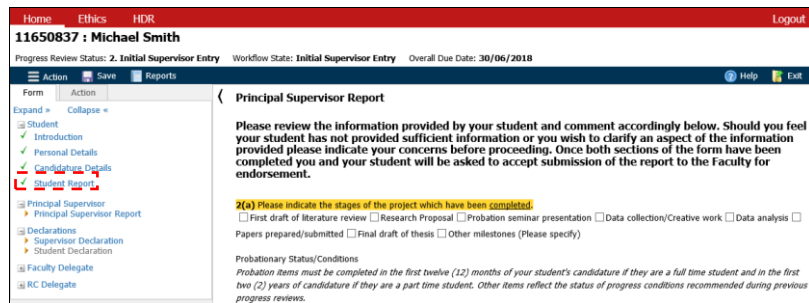 Home Ethics HDR Logout
11650837 : Michael Smith
Progress Review Status: 2. Initial Supervisor Entry Workflow State: Initial Supervisor Entry Overall Due Date: 30/06/2018
Action Save Reports Help Exit
Form Action
Expand » Collapse «
Student
Introduction
Personal Details
Candidature Details
Student Report
Principal Supervisor
Principal Supervisor Report
Declarations
Supervisor Declaration
Student Declaration
Faculty Delegate
RC Delegate
Principal Supervisor Report
Please review the information provided by your student and comment accordingly below. Should you feel
your student has not provided sufficient information or you wish to clarify an aspect of the information
provided please indicate your concerns before proceeding. Once both sections of the form have been
completed you and your student will be asked to accept submission of the report to the Faculty for
endorsement.
2(a) Please indicate the stages of the project which have been completed.
First draft of literature review Research Proposal Probation seminar presentation Data collection/Creative work Data analysis
Papers prepared/submitted Final draft of thesis Other milestones (Please specify)
Probationary Status/Conditions
Probation items must be completed in the first twelve (12) months of your student's candidature if they are a full time student and in the first
two (2) years of candidature if they are a part time student. Other items reflect the status of progress conditions recommended during previous
progress reviews.